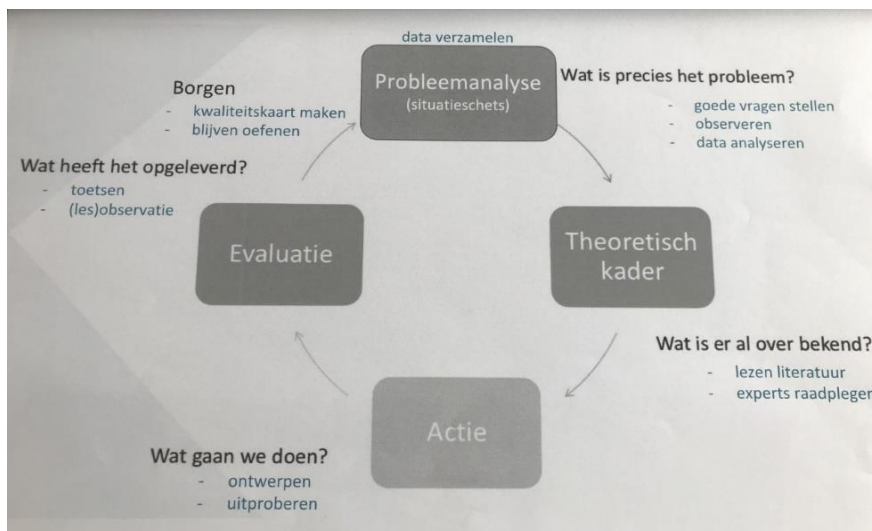 data verzamelen
Probleemanalyse
(situatieschets)
Wat is precies het probleem?
- goede vragen stellen
- observeren
- data analyseren
Theoretisch
kader
Wat is er al over bekend?
- lezen literatuur
- experts raadplegen
Actie
Wat gaan we doen?
- ontwerpen
- uitproberen
Evaluatie
Wat heeft het opgeleverd?
- toetsen
- (les)observatie
Borgen
- kwaliteitskaart maken
- blijven oefenen